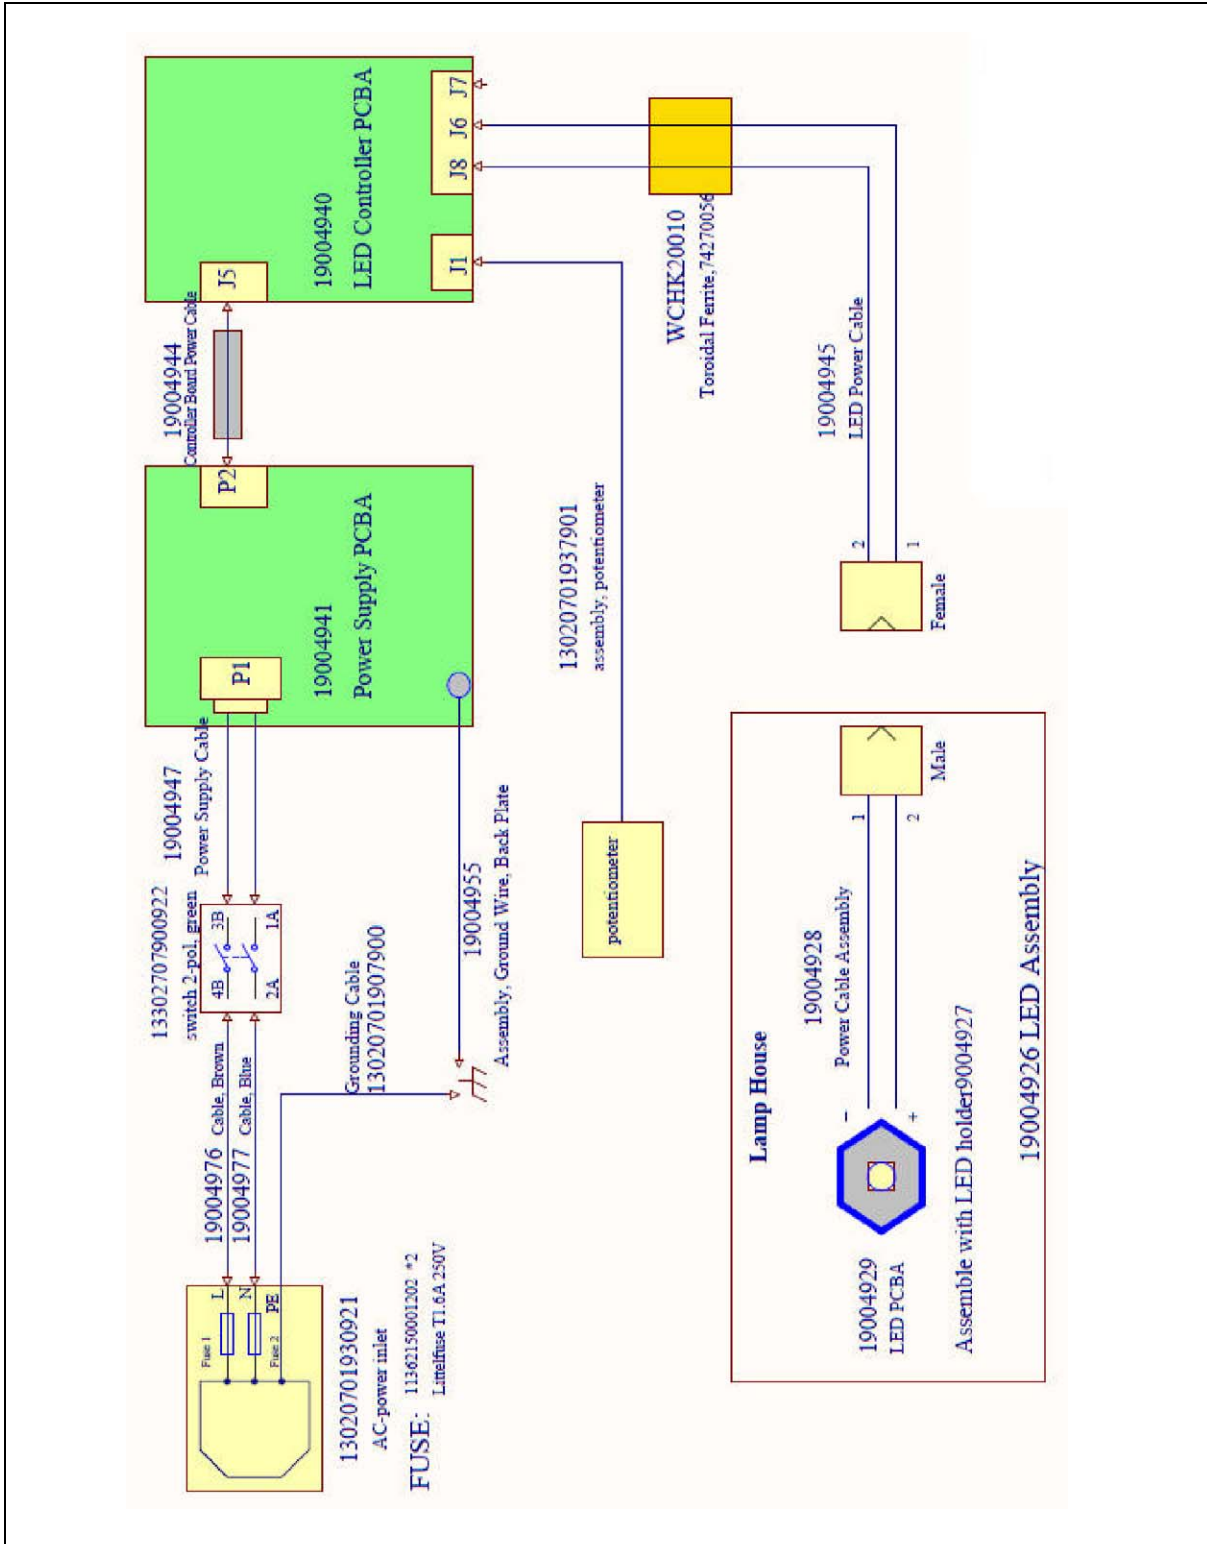 13020701930921
AC-power inlet
FUSE: 11362150001202 *2
Littelfuse T1.6A 250V
Fuse 1
Fuse 2
L
N
PE
19004976 Cable, Brown
19004977 Cable, Blue
13302707900922
switch 2-pol, green
4B 3B
2A 1A
19004947
Power Supply Cable
Grounding Cable
13020701907900
19004955
Assembly, Ground Wire, Back Plate
P1
P2
19004941
Power Supply PCBA
19004944
Controller Board Power Cable
J5
19004940
LED Controller PCBA
J1
J8
J6
J7
potentiometer
13020701937901
assembly, potentiometer
WCHK20010
Toroidal Ferrite,74270056
19004945
LED Power Cable
2
1
Female
Lamp House
19004929
LED PCBA
-
+
19004928
Power Cable Assembly
1
2
Male
Assemble with LED holder9004927
19004926 LED Assembly